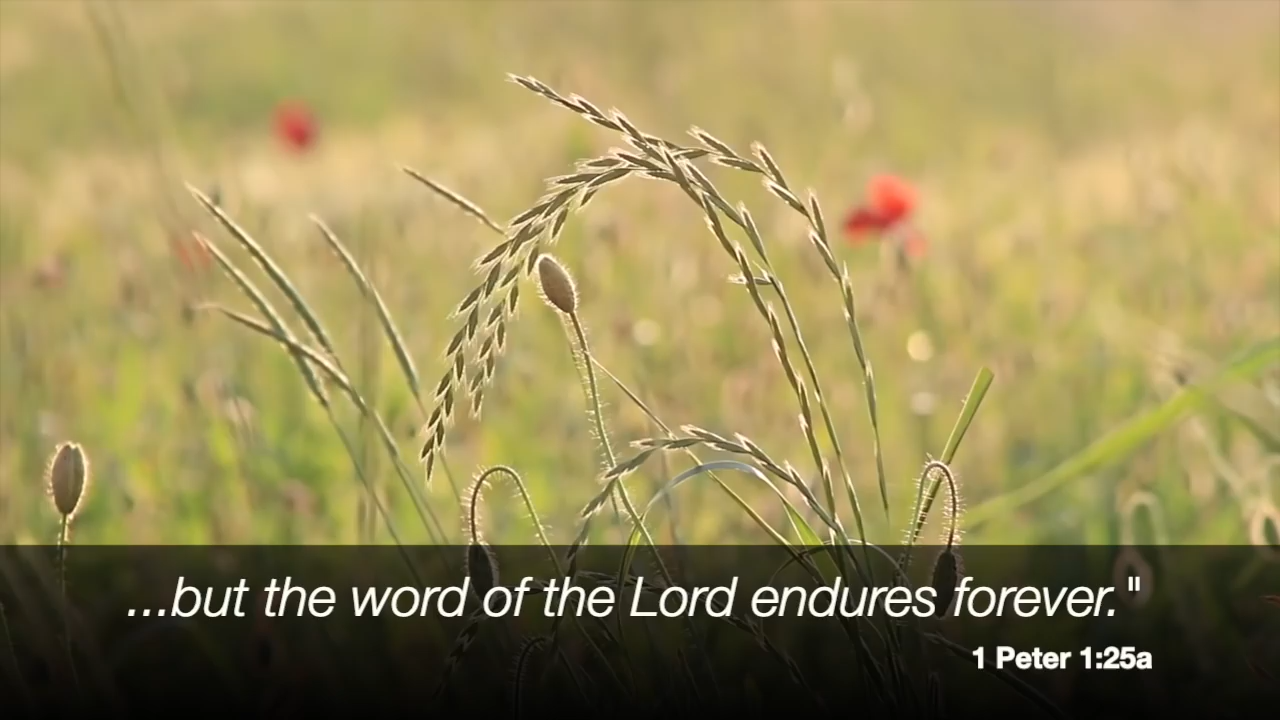 ...but the word of the Lord endures forever."
1 Peter 1:25a